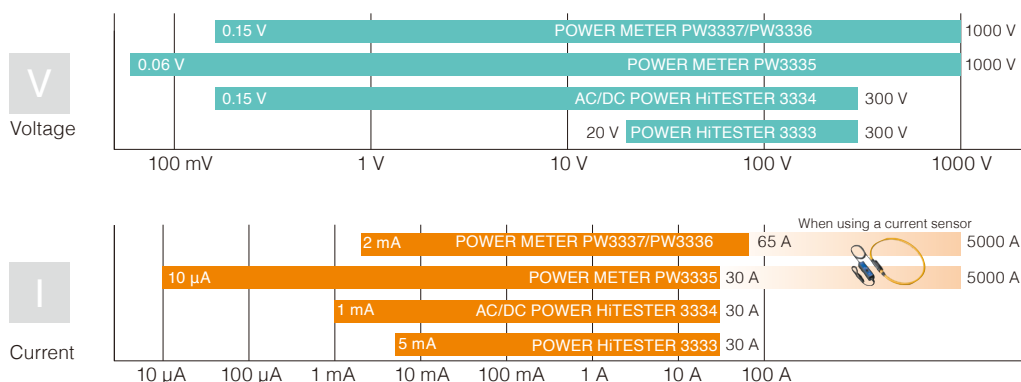 0.15 V POWER METER PW3337/PW3336 1000 V
0.06 V POWER METER PW3335 1000 V
V
0.15 V AC/DC POWER HiTESTER 3334 300 V
Voltage
20 V POWER HiTESTER 3333 300 V
100 mV 1 V 10 V 100 V 1000 V
When using a current sensor
2 mA POWER METER PW3337/PW3336 65 A 5000 A
10 µA POWER METER PW3335 30 A 5000 A
I
1 mA AC/DC POWER HiTESTER 3334 30 A
Current
5 mA POWER HiTESTER 3333 30 A
10 µA 100 µA 1 mA 10 mA 100 mA 1 A 10 A 100 A